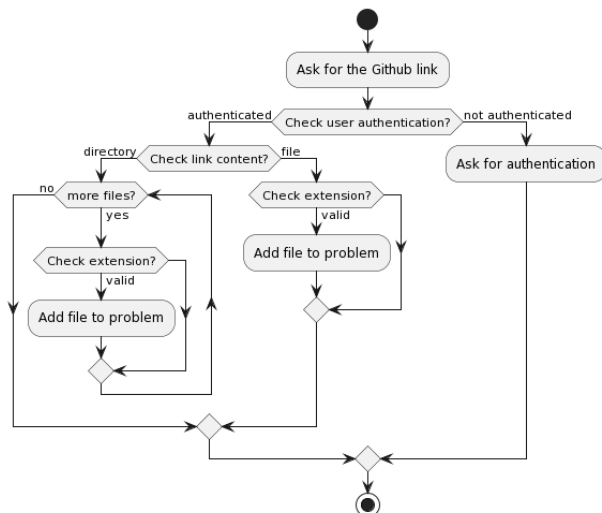 Ask for the Github link
Check user authentication?
authenticated
not authenticated
Check link content?
Ask for authentication
directory
file
more files?
no
yes
Check extension?
valid
Add file to problem
Check extension?
valid
Add file to problem